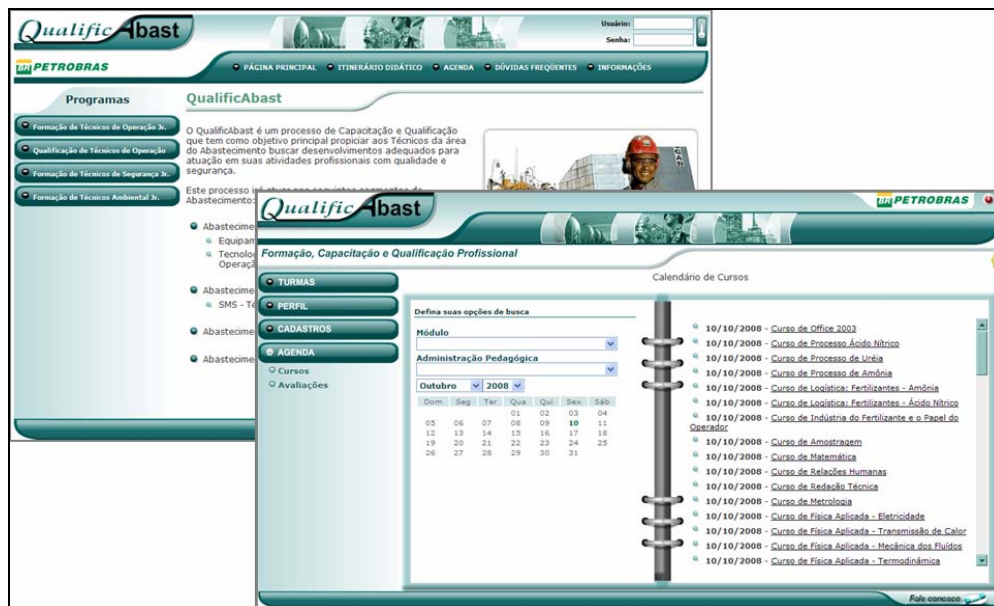 QualificAbast
Usuário:
Senha:
BR PETROBRAS
PÁGINA PRINCIPAL
ITINERÁRIO DIDÁTICO
AGENDA
DÚVIDAS FREQÜENTES
INFORMAÇÕES
Programas
Formação de Técnicos de Operação Jr.
Qualificação de Técnicos de Operação
Formação de Técnicos de Segurança Jr.
Formação de Técnicos Ambiental Jr.
QualificAbast
O QualificAbast é um processo de Capacitação e Qualificação
que tem como objetivo principal propiciar aos Técnicos da área
do Abastecimento buscar desenvolvimentos adequados para
atuação em suas atividades profissionais com qualidade e
segurança.
Este processo
Abastecimento:
SMS - Té
QualificAbast
BR PETROBRAS
Formação, Capacitação e Qualificação Profissional
TURMAS
PERFIL
CADASTROS
AGENDA
Cursos
Avaliações
Calendário de Cursos
Defina suas opções de busca
Módulo
Administração Pedagógica
Outubro 2008
Dom Seg Ter Qua Qui Sex Sáb
01 02 03 04
05 06 07 08 09 10 11
12 13 14 15 16 17 18
19 20 21 22 23 24 25
26 27 28 29 30 31
10/10/2008 - Curso de Office 2003
10/10/2008 - Curso de Processo Ácido Nítrico
10/10/2008 - Curso de Processo de Uréia
10/10/2008 - Curso de Processo de Amônia
10/10/2008 - Curso de Logística: Fertilizantes - Amônia
10/10/2008 - Curso de Logística: Fertilizantes - Ácido Nítrico
10/10/2008 - Curso de Indústria do Fertilizante e o Papel do
Operador
10/10/2008 - Curso de Amostragem
10/10/2008 - Curso de Matemática
10/10/2008 - Curso de Relações Humanas
10/10/2008 - Curso de Redação Técnica
10/10/2008 - Curso de Metrologia
10/10/2008 - Curso de Física Aplicada - Eletricidade
10/10/2008 - Curso de Física Aplicada - Transmissão de Calor
10/10/2008 - Curso de Física Aplicada - Mecânica dos Fluídos
10/10/2008 - Curso de Física Aplicada - Termodinâmica
Fale conosco